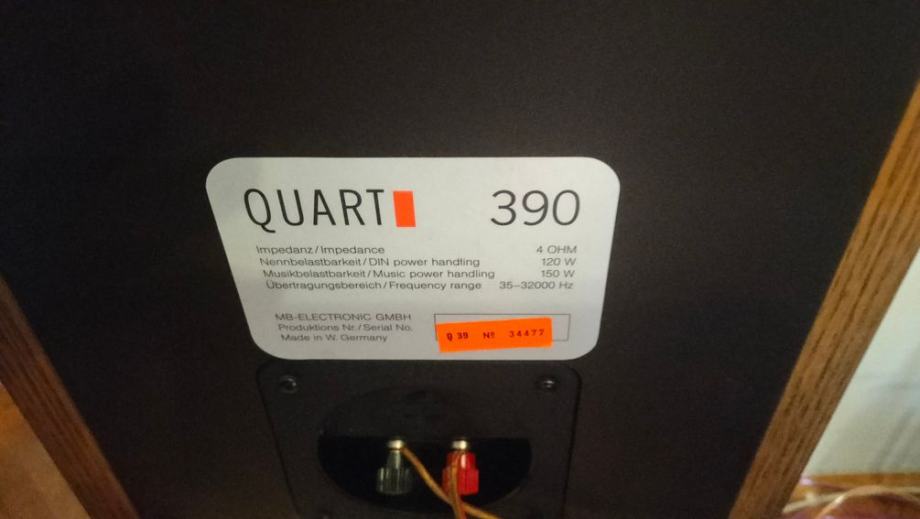 QUART 390
Impedanz/Impedance 4 OHM
Nennbelastbarkeit/DIN power handling 120 W
Musikbelastbarkeit/Music power handling 150 W
Übertragungsbereich/Frequency range 35–32000 Hz
MB-ELECTRONIC GMBH
Produktions Nr./Serial No. Q 39 Nº 34477
Made in W. Germany